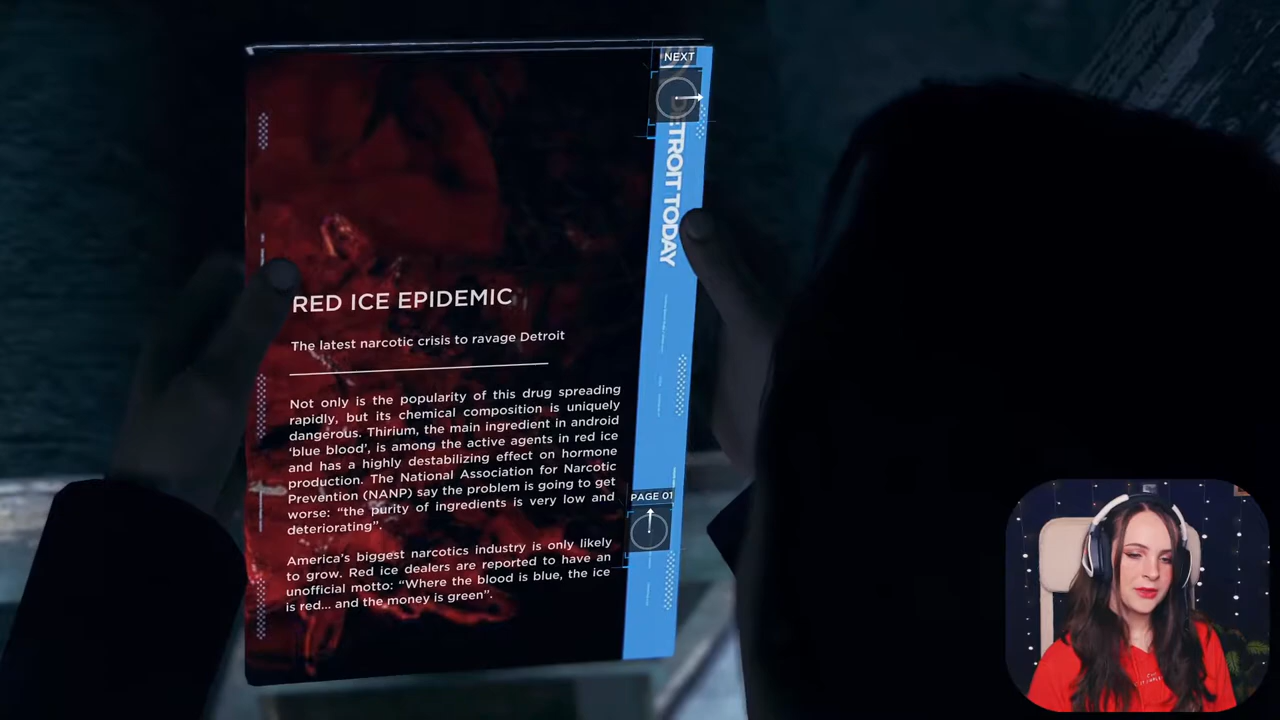 NEXT
DETROIT TODAY
RED ICE EPIDEMIC
The latest narcotic crisis to ravage Detroit
Not only is the popularity of this drug spreading
rapidly, but its chemical composition is uniquely
dangerous. Thirium, the main ingredient in android
‘blue blood’, is among the active agents in red ice
and has a highly destabilizing effect on hormone
production. The National Association for Narcotic
Prevention (NANP) say the problem is going to get
worse: “the purity of ingredients is very low and
deteriorating”.
America’s biggest narcotics industry is only likely
to grow. Red ice dealers are reported to have an
unofficial motto: “Where the blood is blue, the ice
is red... and the money is green”.
PAGE 01